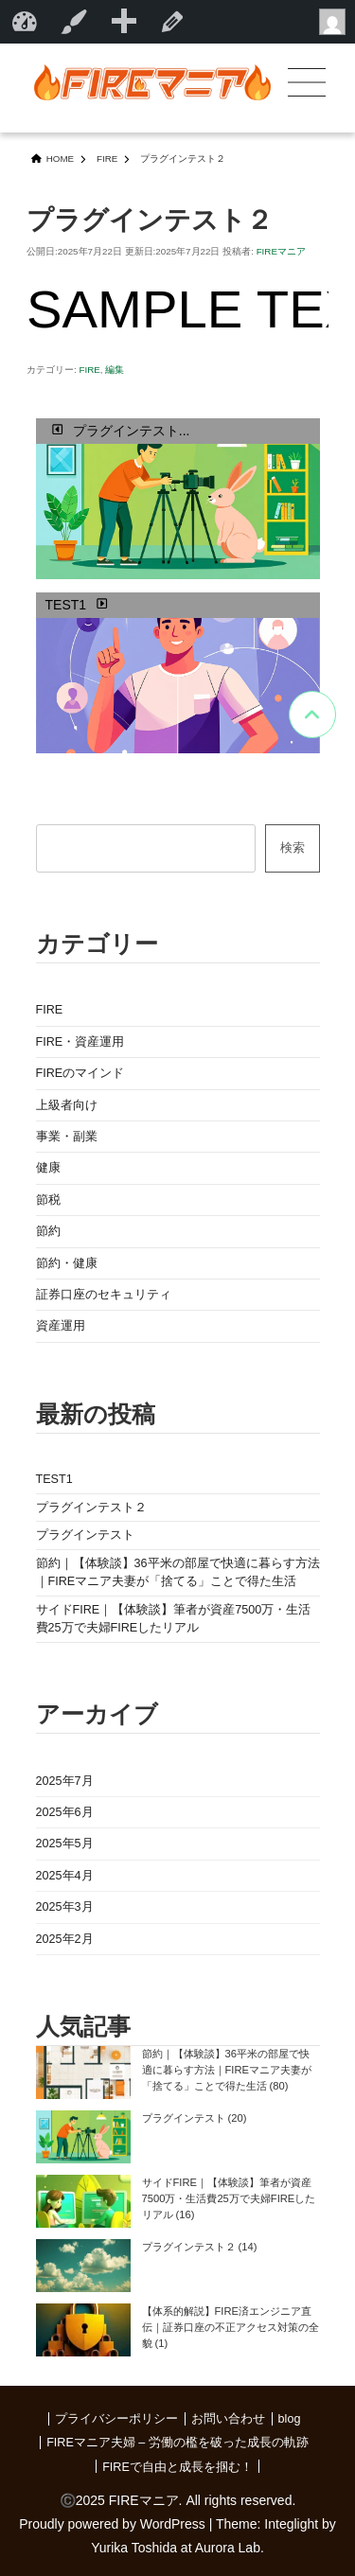 FIREマニア
HOME FIRE プラグインテスト２
プラグインテスト２
公開日:2025年7月22日 更新日:2025年7月22日 投稿者: FIREマニア
SAMPLE TEX
カテゴリー: FIRE, 編集
プラグインテスト...
TEST1
検索
カテゴリー
FIRE
FIRE・資産運用
FIREのマインド
上級者向け
事業・副業
健康
節税
節約
節約・健康
証券口座のセキュリティ
資産運用
最新の投稿
TEST1
プラグインテスト２
プラグインテスト
節約｜【体験談】36平米の部屋で快適に暮らす方法
｜FIREマニア夫妻が「捨てる」ことで得た生活
サイドFIRE｜【体験談】筆者が資産7500万・生活
費25万で夫婦FIREしたリアル
アーカイブ
2025年7月
2025年6月
2025年5月
2025年4月
2025年3月
2025年2月
人気記事
節約｜【体験談】36平米の部屋で快
適に暮らす方法｜FIREマニア夫妻が
「捨てる」ことで得た生活 (80)
プラグインテスト (20)
サイドFIRE｜【体験談】筆者が資産
7500万・生活費25万で夫婦FIREした
リアル (16)
プラグインテスト２ (14)
【体系的解説】FIRE済エンジニア直
伝｜証券口座の不正アクセス対策の全
貌 (1)
｜プライバシーポリシー｜お問い合わせ｜blog
｜FIREマニア夫婦 – 労働の檻を破った成長の軌跡
｜FIREで自由と成長を掴む！｜
©2025 FIREマニア. All rights reserved.
Proudly powered by WordPress | Theme: Integlight by
Yurika Toshida at Aurora Lab.